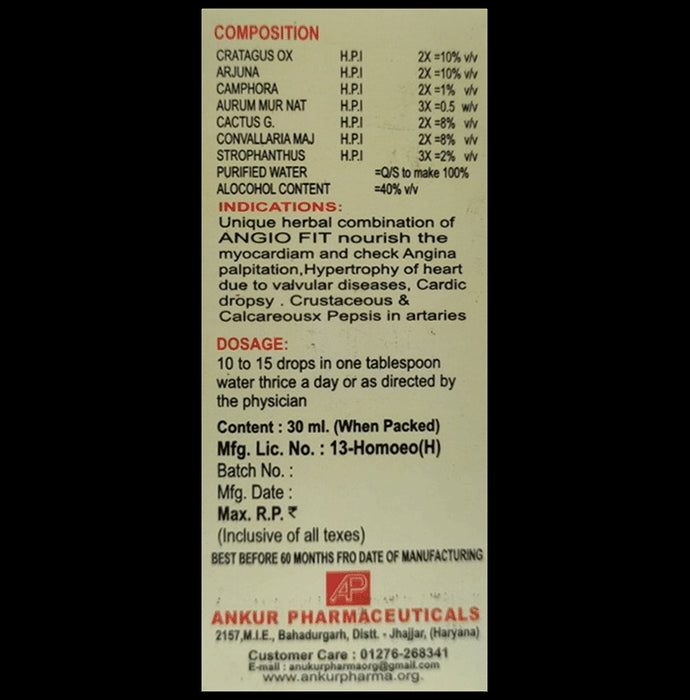 COMPOSITION
CRATAGUS OX H.P.I 2X =10% v/v
ARJUNA H.P.I 2X =10% v/v
CAMPHORA H.P.I 2X =1% v/v
AURUM MUR NAT H.P.I 3X =0.5 w/v
CACTUS G. H.P.I 2X =8% v/v
CONVALLARIA MAJ H.P.I 2X =8% v/v
STROPHANTHUS H.P.I 3X =2% v/v
PURIFIED WATER =Q/S to make 100%
ALOCOHOL CONTENT =40% v/v
INDICATIONS:
Unique herbal combination of
ANGIO FIT nourish the
myocardiam and check Angina
palpitation,Hypertrophy of heart
due to valvular diseases, Cardic
dropsy . Crustaceous &
Calcareousx Pepsis in artaries
DOSAGE:
10 to 15 drops in one tablespoon
water thrice a day or as directed by
the physician
Content : 30 ml. (When Packed)
Mfg. Lic. No. : 13-Homoeo(H)
Batch No. :
Mfg. Date :
Max. R.P. ₹
(Inclusive of all texes)
BEST BEFORE 60 MONTHS FRO DATE OF MANUFACTURING
AP
ANKUR PHARMACEUTICALS
2157,M.I.E., Bahadurgarh, Distt. - Jhajjar, (Haryana)
Customer Care : 01276-268341
E-mail : anukurpharmaorg@gmail.com
www.ankurpharma.org.